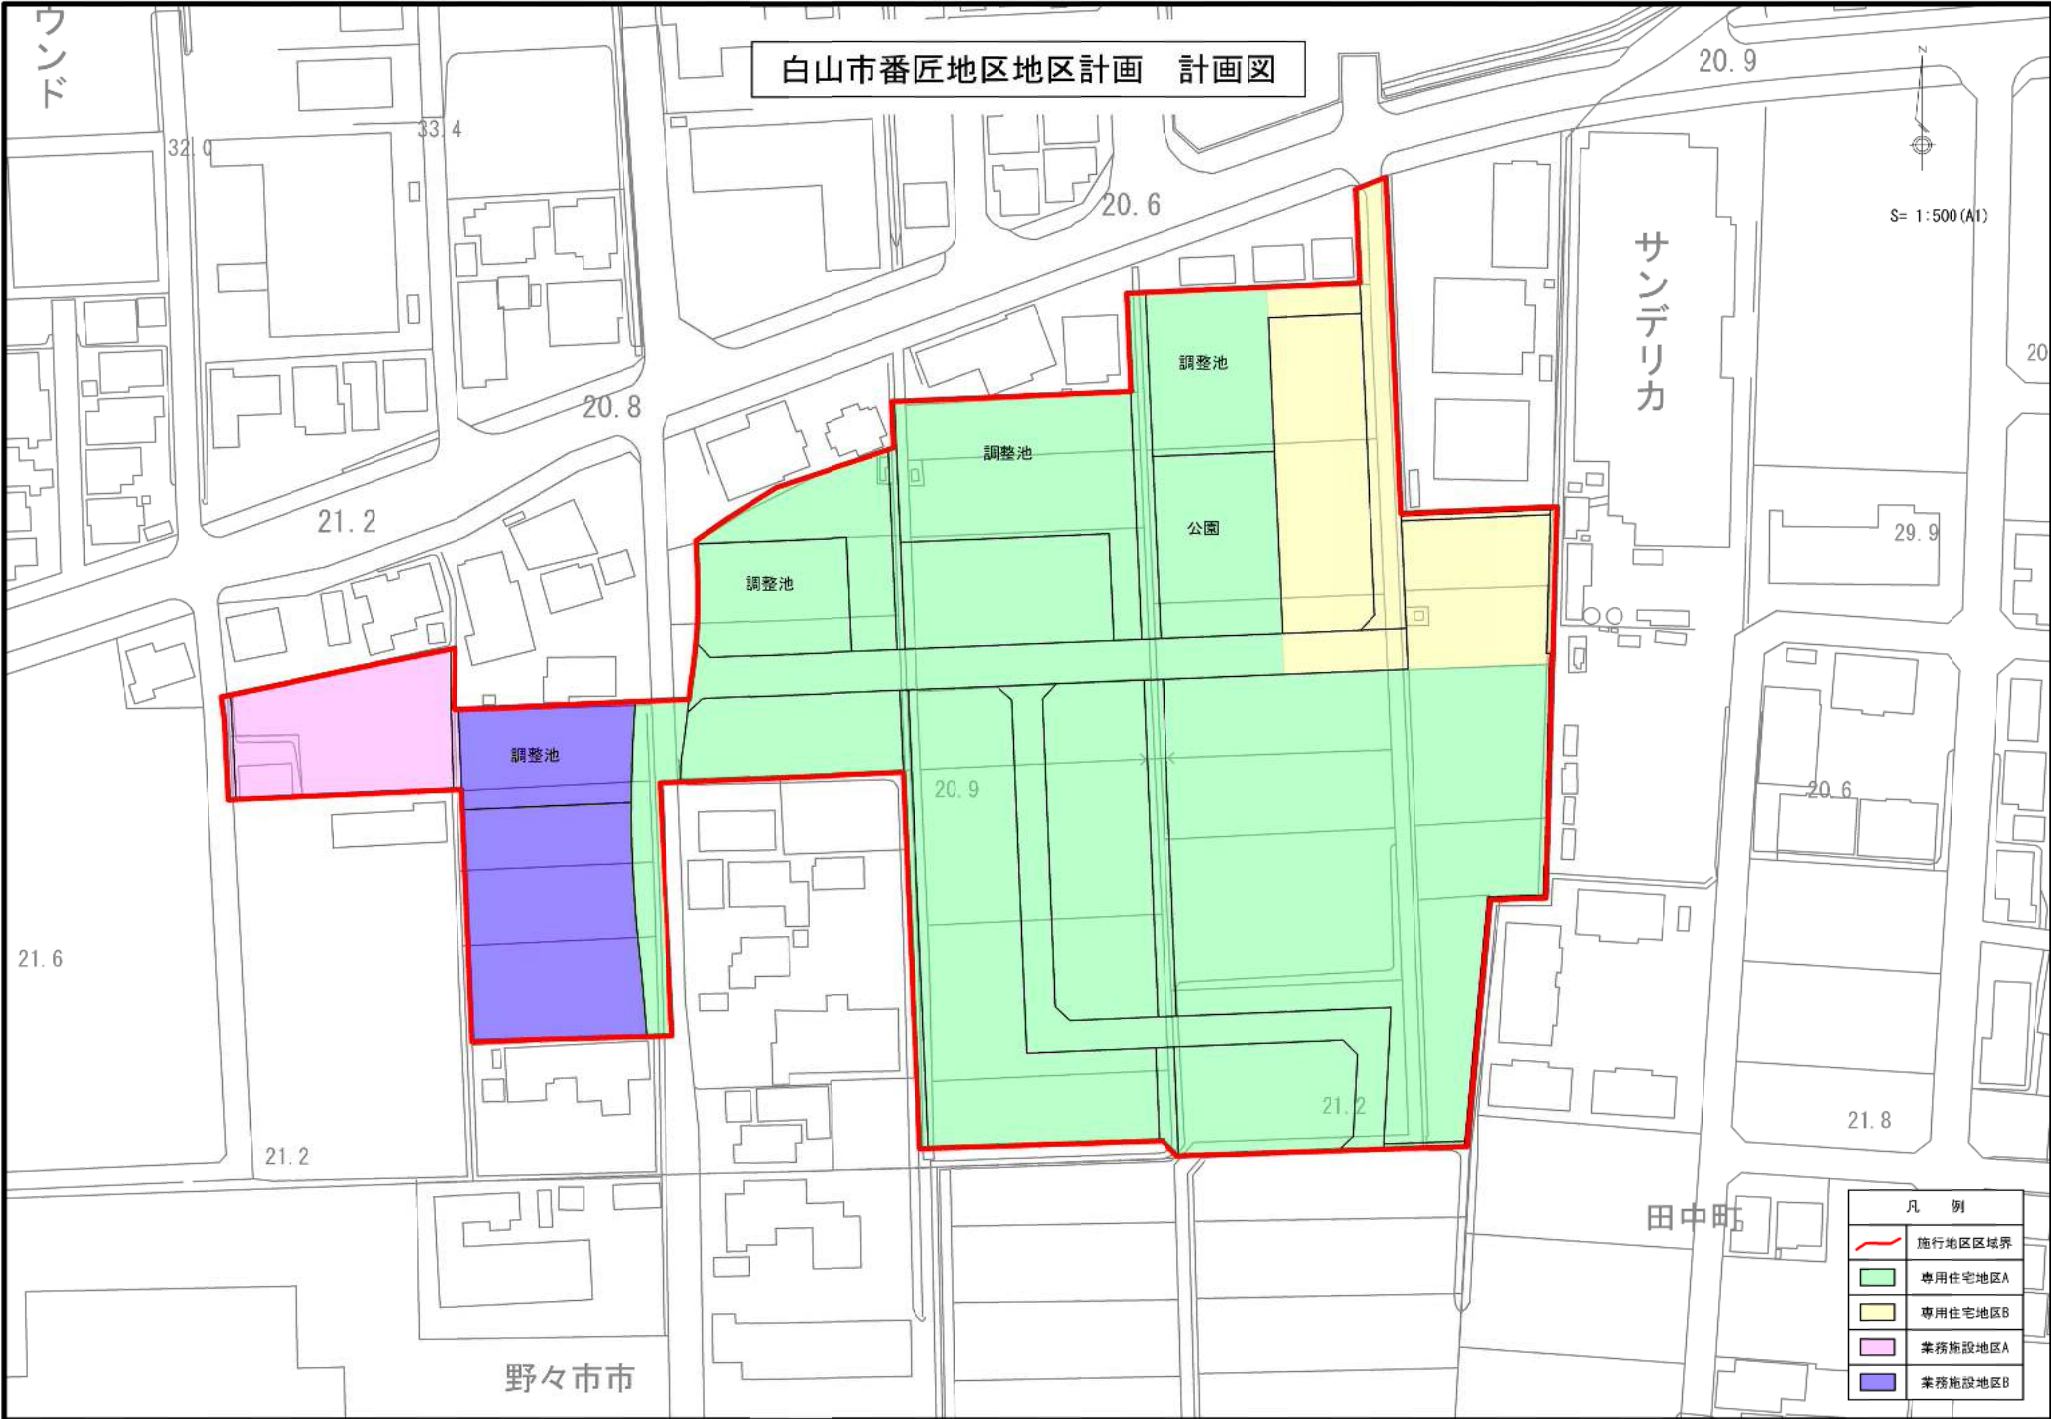 ウンド
白山市番匠地区地区計画　計画図
20.9
33.4
32.0
20.6
S= 1:500(A1)
サンデリカ
20
調整池
20.8
調整池
21.2
公園
29.9
調整池
調整池
20.9
20.6
21.6
21.2
21.8
21.2
田中町
野々市市
凡　例
施行地区区域界
専用住宅地区A
専用住宅地区B
業務施設地区A
業務施設地区B